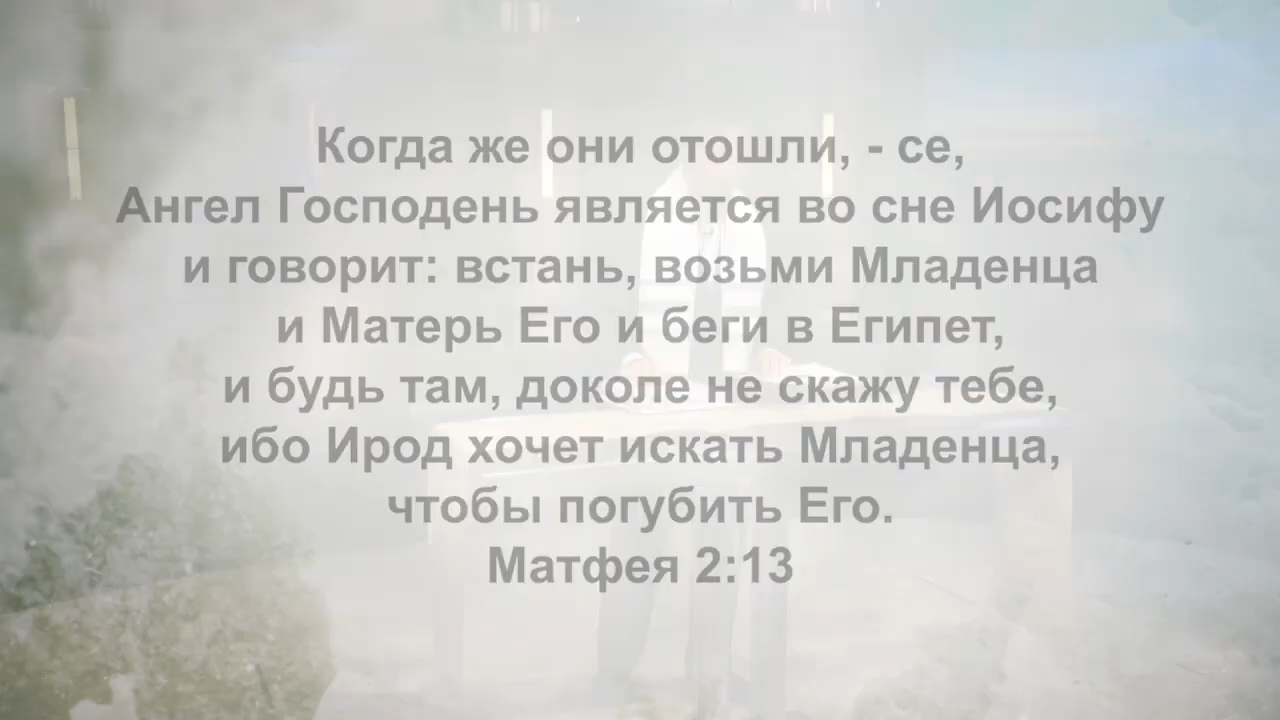 Когда же они отошли, - се,
Ангел Господень является во сне Иосифу
и говорит: встань, возьми Младенца
и Матерь Его и беги в Египет,
и будь там, доколе не скажу тебе,
ибо Ирод хочет искать Младенца,
чтобы погубить Его.
Матфея 2:13